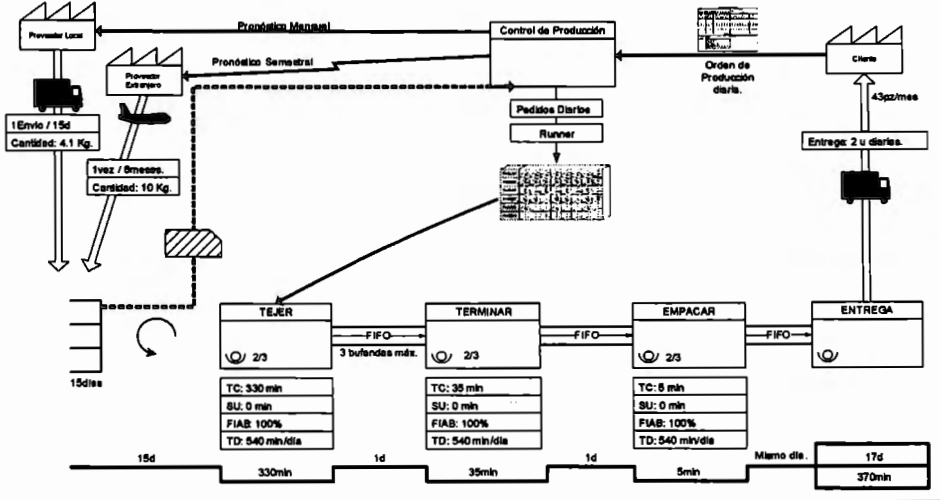 Proveedor Local
Pronóstico Mensual
Control de Producción
Cliente
Proveedor
Extranjero
Pronóstico Semestral
Orden de
Producción
diaria.
43pz/mes
1Envio / 15d
Cantidad: 4.1 Kg.
Pedidos Diarios
Runner
Entrega: 2 u diarias.
1vez / 6meses.
Cantidad: 10 Kg.
15dias
TEJER
2/3
FIFO
3 bufandas máx.
TERMINAR
2/3
FIFO
EMPACAR
2/3
FIFO
ENTREGA
TC: 330 min
SU: 0 min
FIAB: 100%
TD: 540 min/día
TC: 35 min
SU: 0 min
FIAB: 100%
TD: 540 min/día
TC: 5 min
SU: 0 min
FIAB: 100%
TD: 540 min/día
15d
330min
1d
35min
1d
5min
Mismo día.
17d
370min